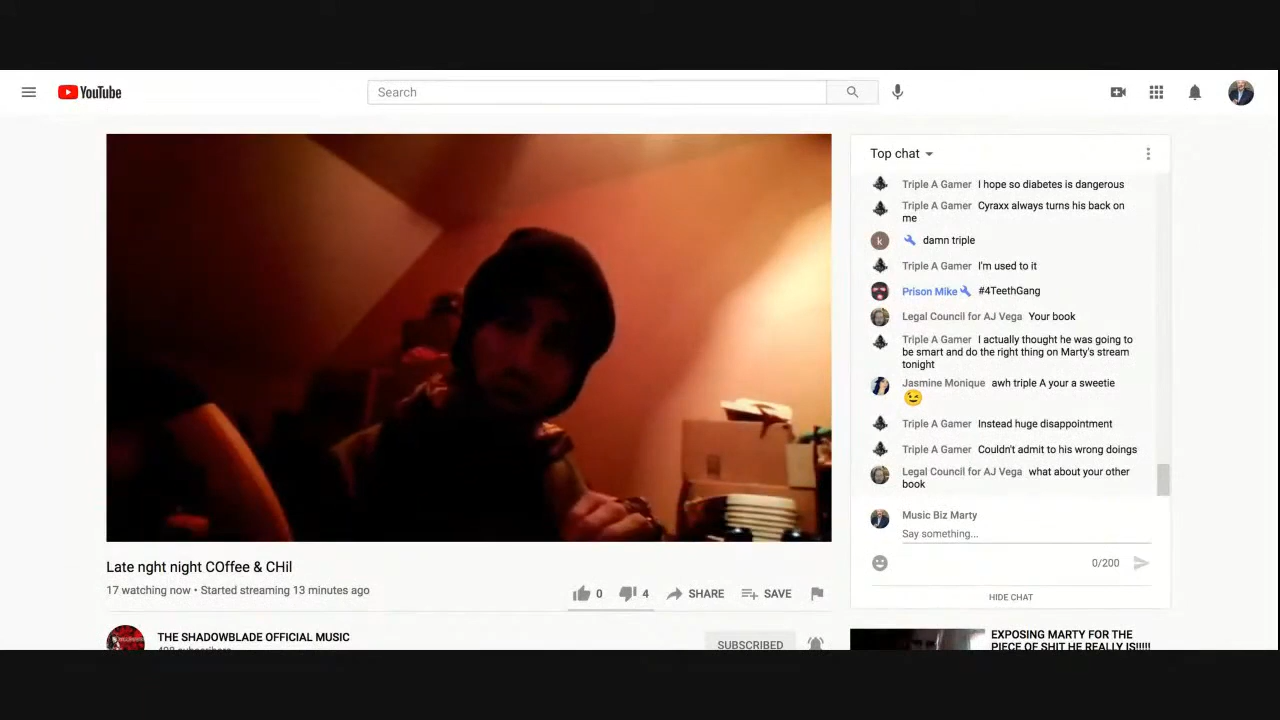 YouTube
Search
Top chat
Triple A Gamer I hope so diabetes is dangerous
Triple A Gamer Cyraxx always turns his back on
me
k damn triple
Triple A Gamer I'm used to it
Prison Mike #4TeethGang
Legal Council for AJ Vega Your book
Triple A Gamer I actually thought he was going to
be smart and do the right thing on Marty's stream
tonight
Jasmine Monique awh triple A your a sweetie
Triple A Gamer Instead huge disappointment
Triple A Gamer Couldn't admit to his wrong doings
Legal Council for AJ Vega what about your other
book
Music Biz Marty
Say something...
0/200
HIDE CHAT
Late nght night COffee & CHil
17 watching now • Started streaming 13 minutes ago
0 4 SHARE SAVE
THE SHADOWBLADE OFFICIAL MUSIC
SUBSCRIBED
EXPOSING MARTY FOR THE
PIECE OF SHIT HE REALLY IS!!!!!